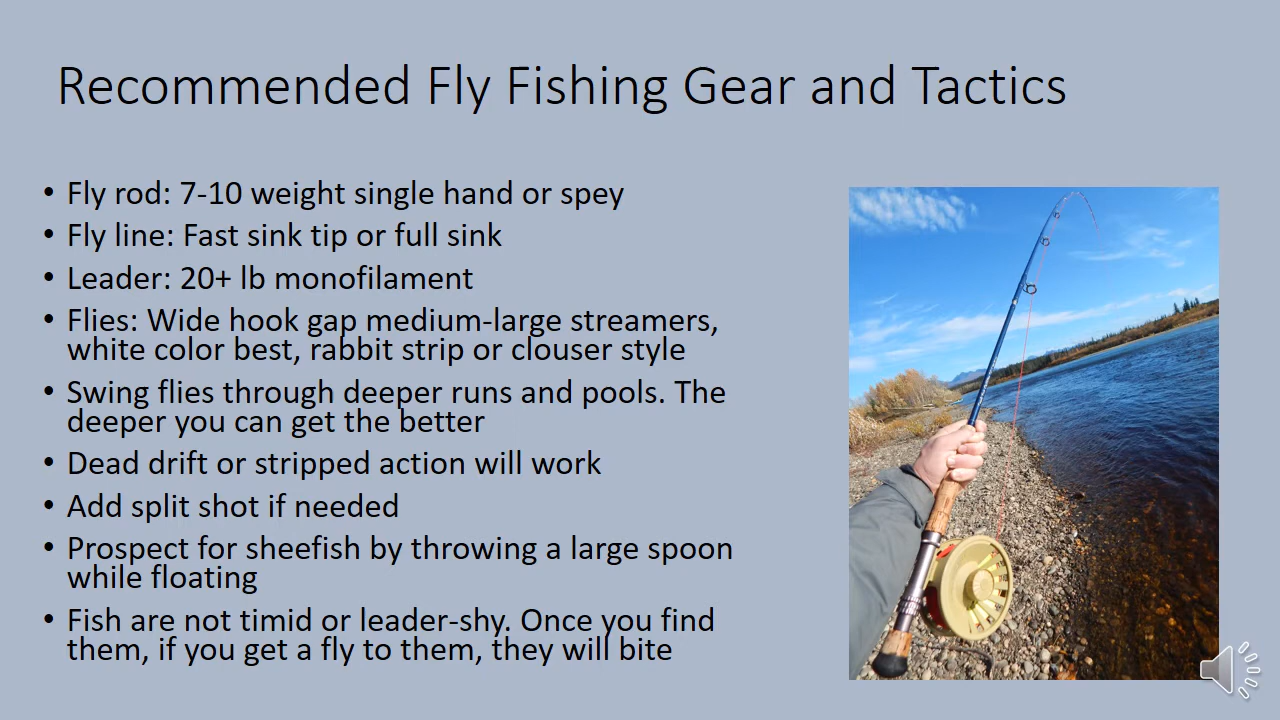 Recommended Fly Fishing Gear and Tactics
• Fly rod: 7-10 weight single hand or spey
• Fly line: Fast sink tip or full sink
• Leader: 20+ lb monofilament
• Flies: Wide hook gap medium-large streamers,
white color best, rabbit strip or clouser style
• Swing flies through deeper runs and pools. The
deeper you can get the better
• Dead drift or stripped action will work
• Add split shot if needed
• Prospect for sheefish by throwing a large spoon
while floating
• Fish are not timid or leader-shy. Once you find
them, if you get a fly to them, they will bite